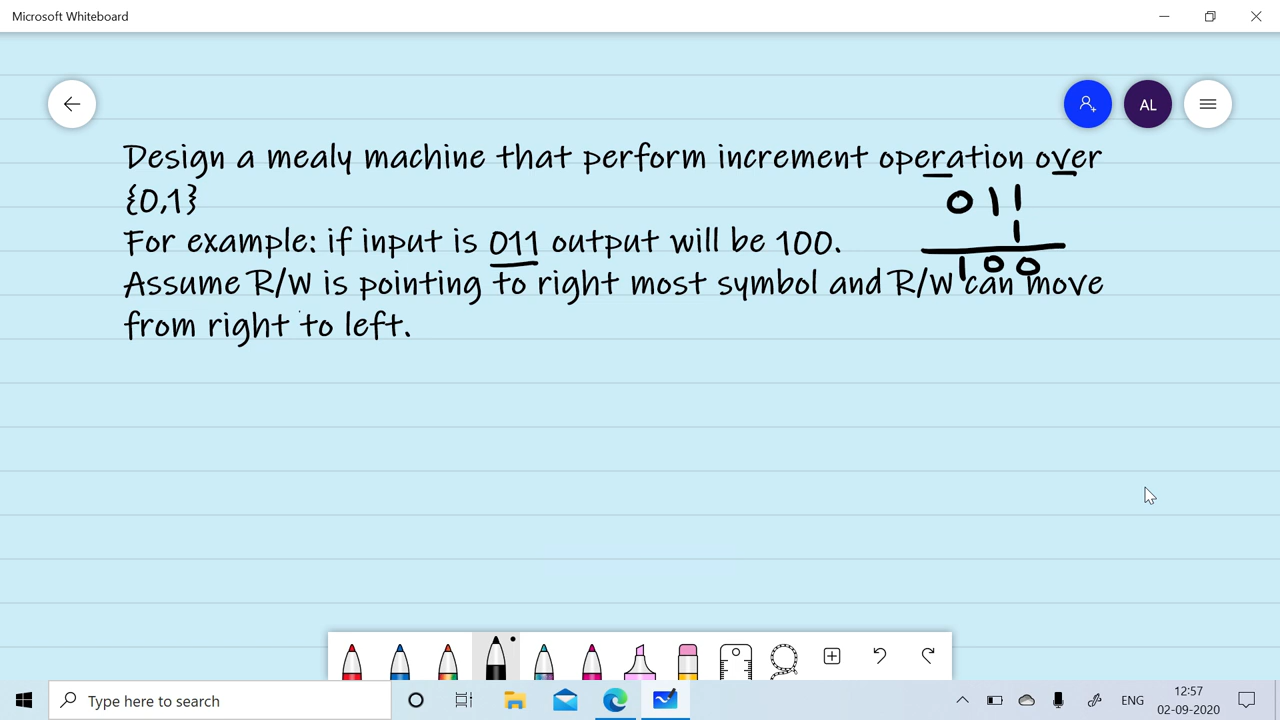 Microsoft Whiteboard
AL
Design a mealy machine that perform increment operation over
{0,1}
011
For example: if input is 011 output will be 100.
1
100
Assume R/W is pointing to right most symbol and R/W can move
from right to left.
Type here to search
ENG
12:57
02-09-2020